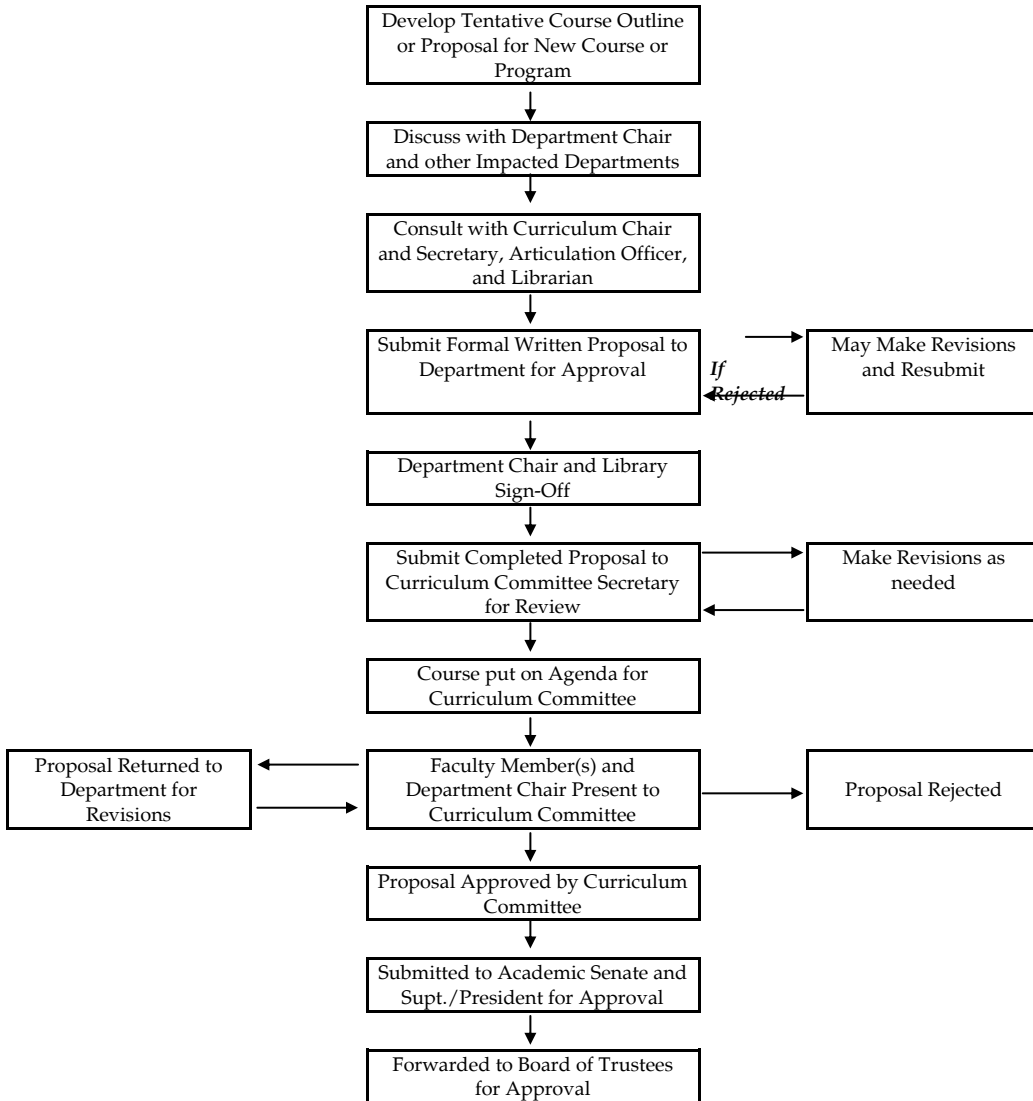 Develop Tentative Course Outline
or Proposal for New Course or
Program
Discuss with Department Chair
and other Impacted Departments
Consult with Curriculum Chair
and Secretary, Articulation Officer,
and Librarian
Submit Formal Written Proposal to
Department for Approval
If
Rejected
May Make Revisions
and Resubmit
Department Chair and Library
Sign-Off
Submit Completed Proposal to
Curriculum Committee Secretary
for Review
Make Revisions as
needed
Course put on Agenda for
Curriculum Committee
Proposal Returned to
Department for
Revisions
Faculty Member(s) and
Department Chair Present to
Curriculum Committee
Proposal Rejected
Proposal Approved by Curriculum
Committee
Submitted to Academic Senate and
Supt./President for Approval
Forwarded to Board of Trustees
for Approval